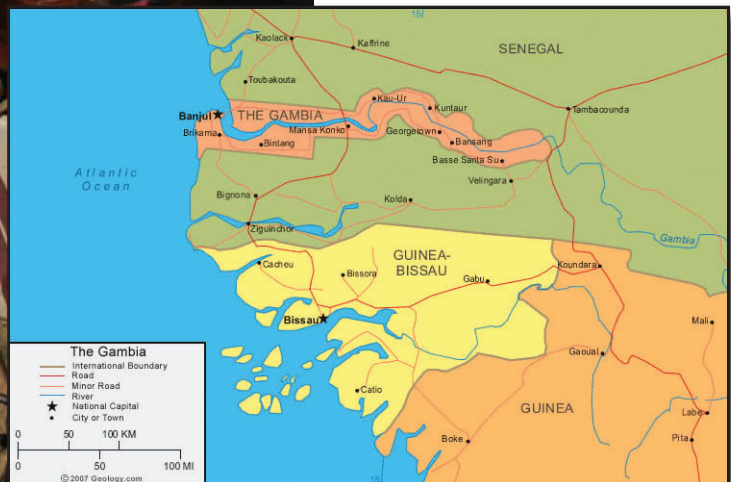 15
Kaolack
Kaffrine
SENEGAL
Toubakouta
Kau-Ur
Kuntaur
Tambacounda
Banjul
THE GAMBIA
Mansa Konko
Georgetown
Brikama
Bintang
Bansang
Basse Santa Su
Atlantic
Ocean
Velingara
Bignona
Kolda
Ziguinchor
Gambia
GUINEA-
BISSAU
Cacheu
Bissora
Gabu
Koundara
Bissau
Mali
Gaoual
Catio
GUINEA
Labe
Boke
Pita
15
The Gambia
International Boundary
Road
Minor Road
River
National Capital
City or Town
0 50 100 KM
0 50 100 MI
©2007 Geology.com